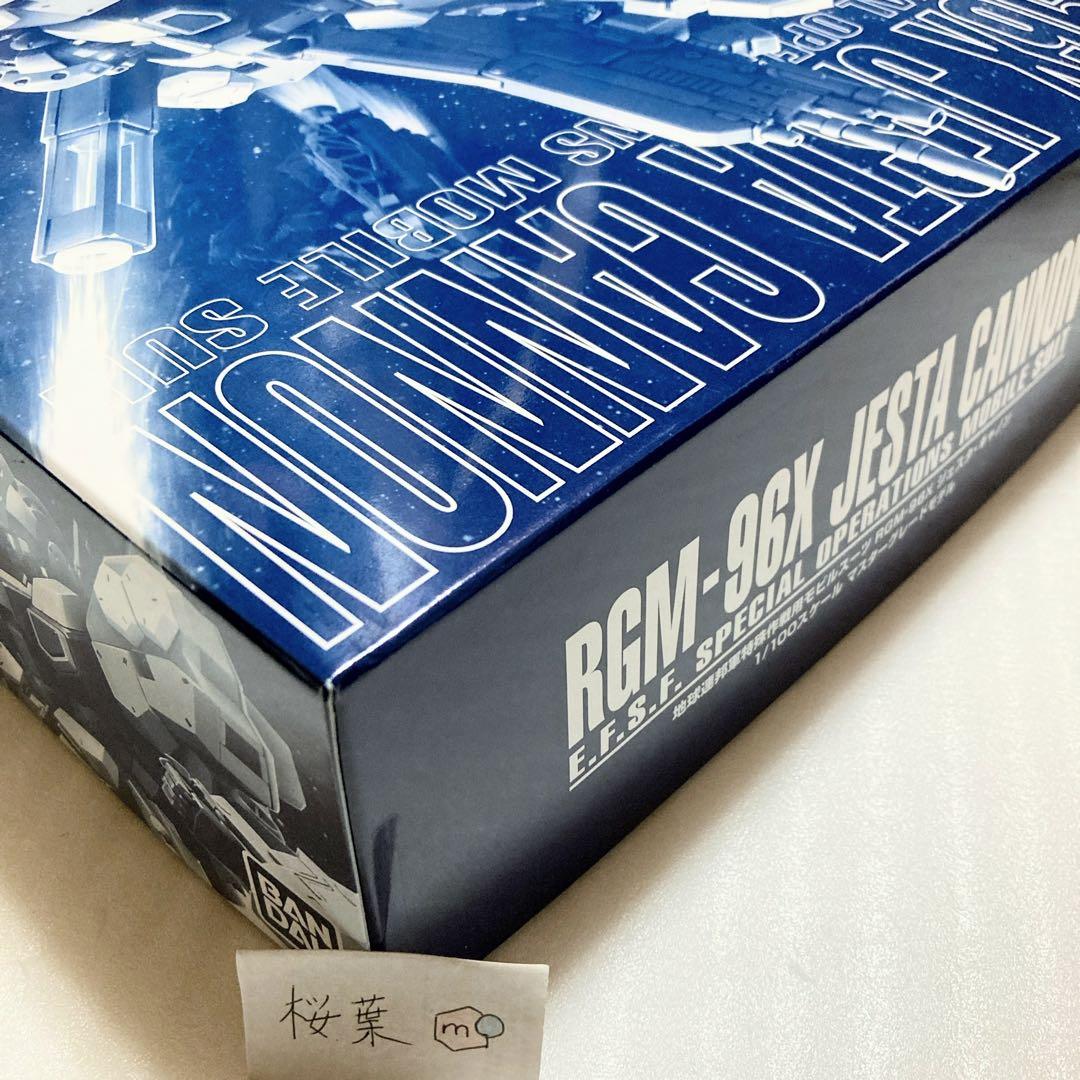 JESTA CANNON
NS MOBILE SU
RGM-96X JESTA CANNON
E.F.S.F. SPECIAL OPERATIONS MOBILE SUIT
地球連邦軍特殊作戦用モビルスーツ RGM-96X ジェスタ・キャノン
1/100スケール マスターグレードモデル
BAN
DAI
桜葉 m